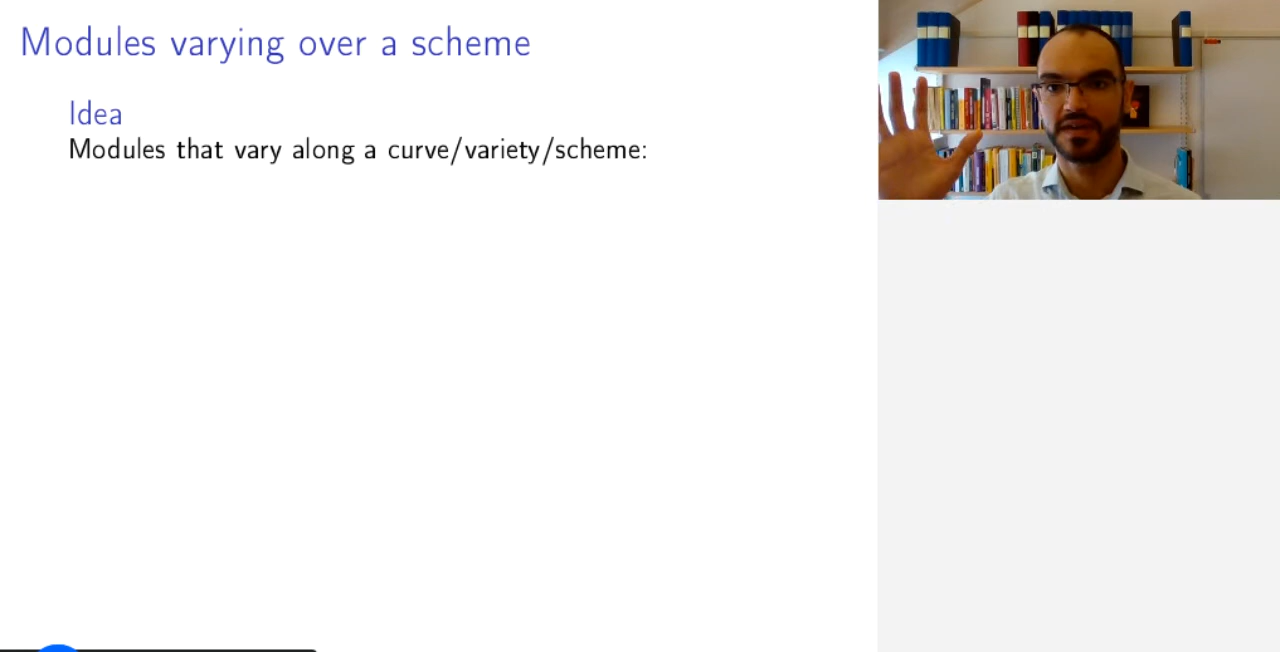 Modules varying over a scheme
Idea
Modules that vary along a curve/variety/scheme: